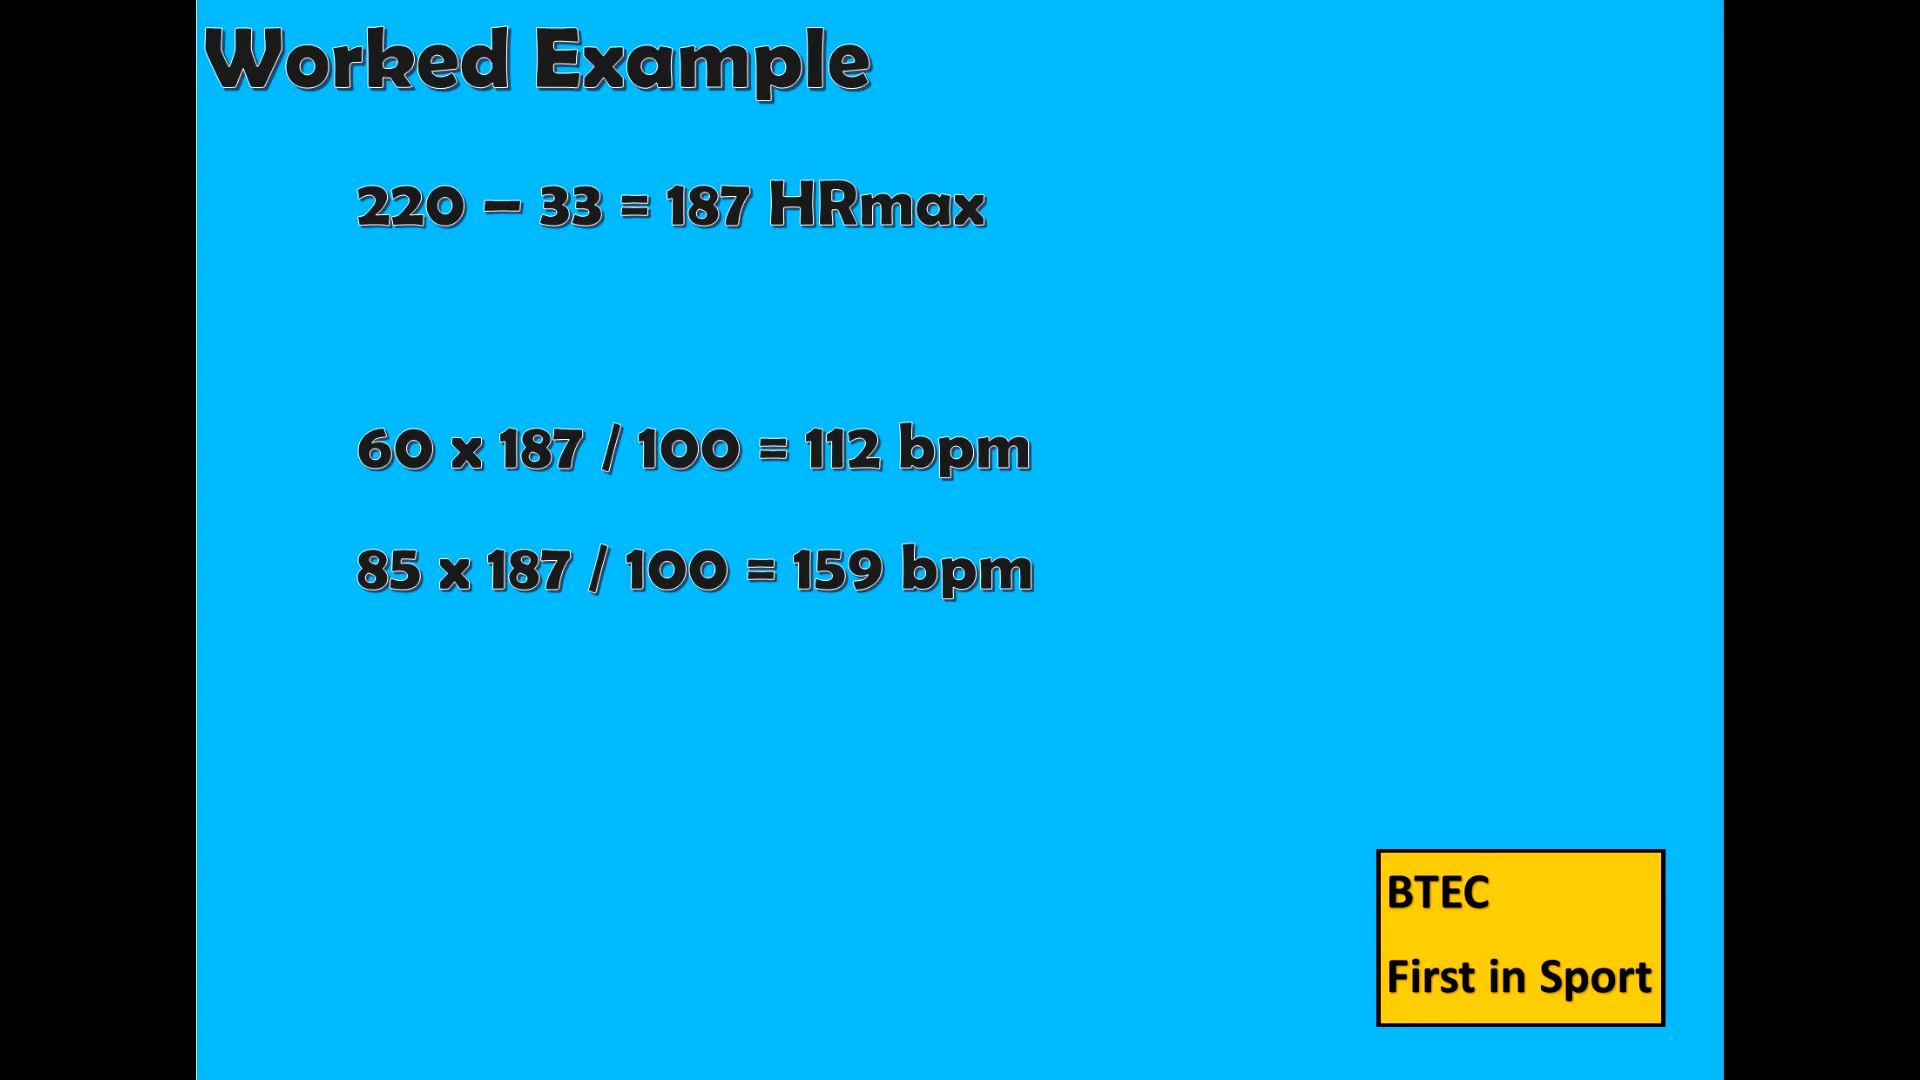 Worked Example
220 – 33 = 187 HRmax
60 x 187 / 100 = 112 bpm
85 x 187 / 100 = 159 bpm
BTEC
First in Sport